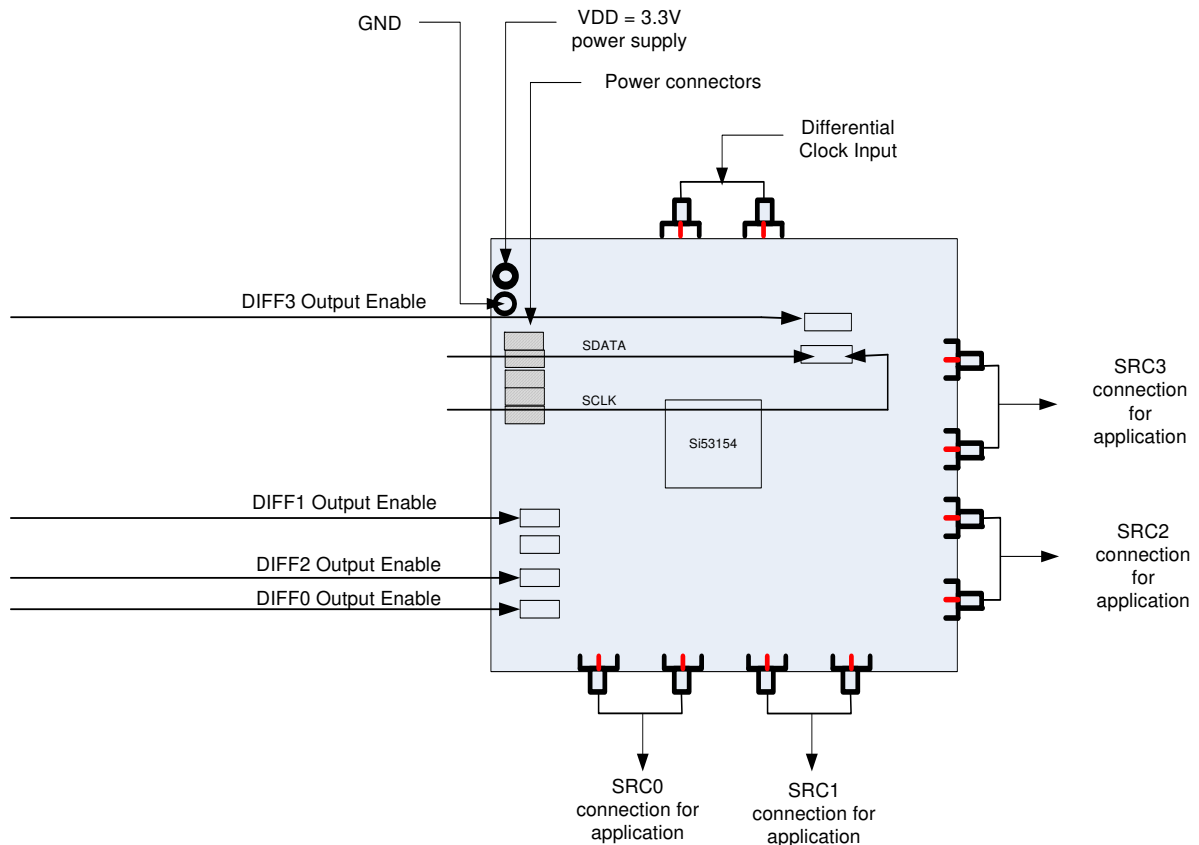 GND
VDD = 3.3V
power supply
Power connectors
Differential
Clock Input
DIFF3 Output Enable
SDATA
SCLK
Si53154
SRC3
connection
for
application
DIFF1 Output Enable
SRC2
connection
for
application
DIFF2 Output Enable
DIFF0 Output Enable
SRC0
connection for
application
SRC1
connection for
application